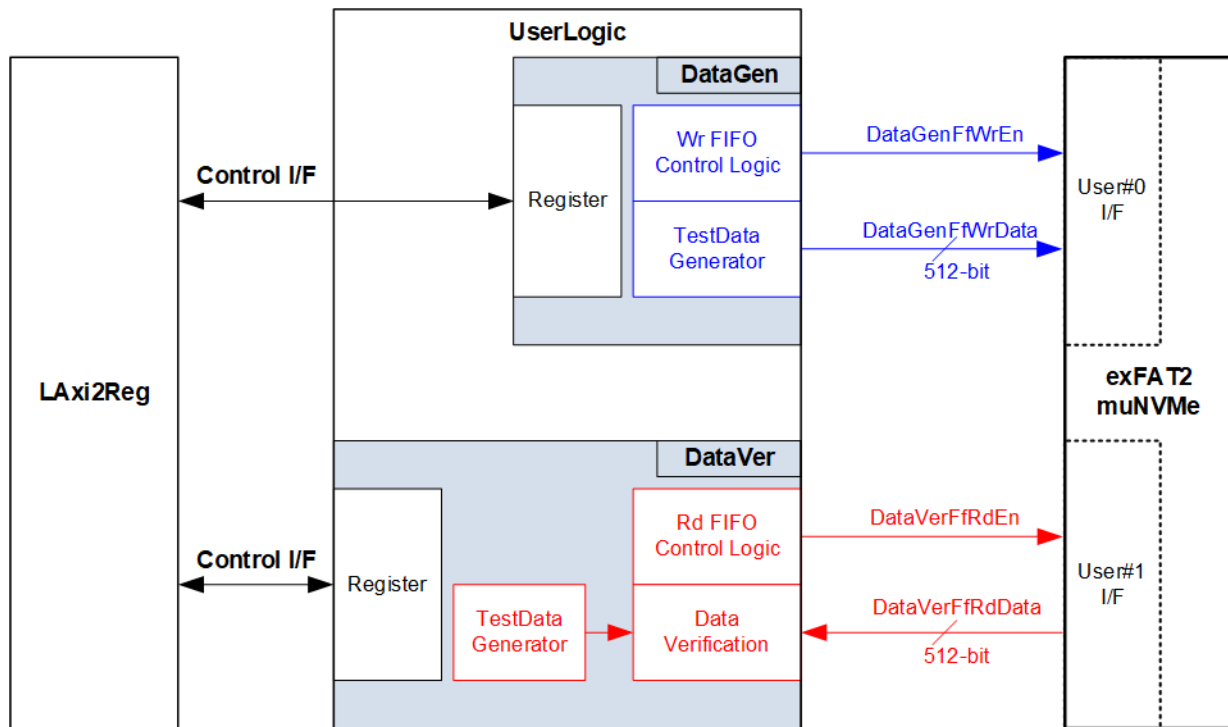 UserLogic
DataGen
Wr FIFO
Control Logic
DataGenFfWrEn
Control I/F
Register
User#0
I/F
TestData
Generator
DataGenFfWrData
512-bit
LAxi2Reg
exFAT2
muNVMe
DataVer
Rd FIFO
Control Logic
DataVerFfRdEn
Control I/F
Register
User#1
I/F
TestData
Generator
Data
Verification
DataVerFfRdData
512-bit